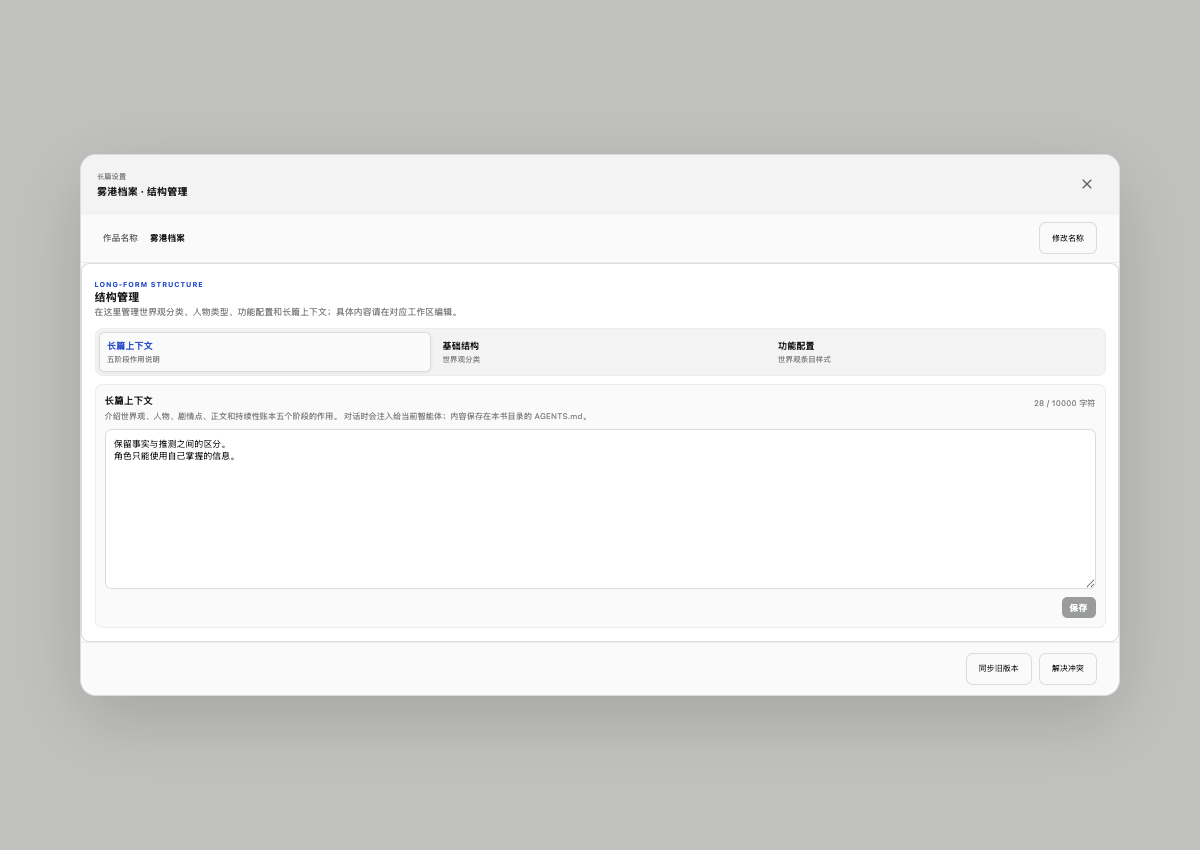 长篇设置
雾港档案 · 结构管理
作品名称 雾港档案
修改名称
LONG-FORM STRUCTURE
结构管理
在这里管理世界观分类、人物类型、功能配置和长篇上下文；具体内容请在对应工作区编辑。
长篇上下文
五阶段作用说明
基础结构
世界观分类
功能配置
世界观条目样式
长篇上下文
28 / 10000 字符
介绍世界观、人物、剧情点、正文和持续性账本五个阶段的作用。 对话时会注入给当前智能体；内容保存在本书目录的 AGENTS.md。
保留事实与推测之间的区分。
角色只能使用自己掌握的信息。
保存
同步旧版本
解决冲突